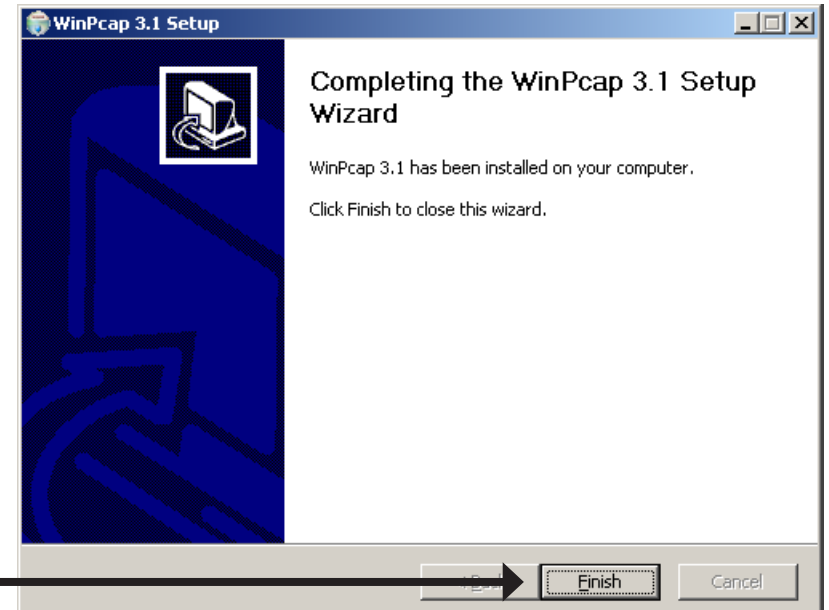 WinPcap 3.1 Setup
Completing the WinPcap 3.1 Setup
Wizard
WinPcap 3.1 has been installed on your computer.
Click Finish to close this wizard.
Finish
Cancel